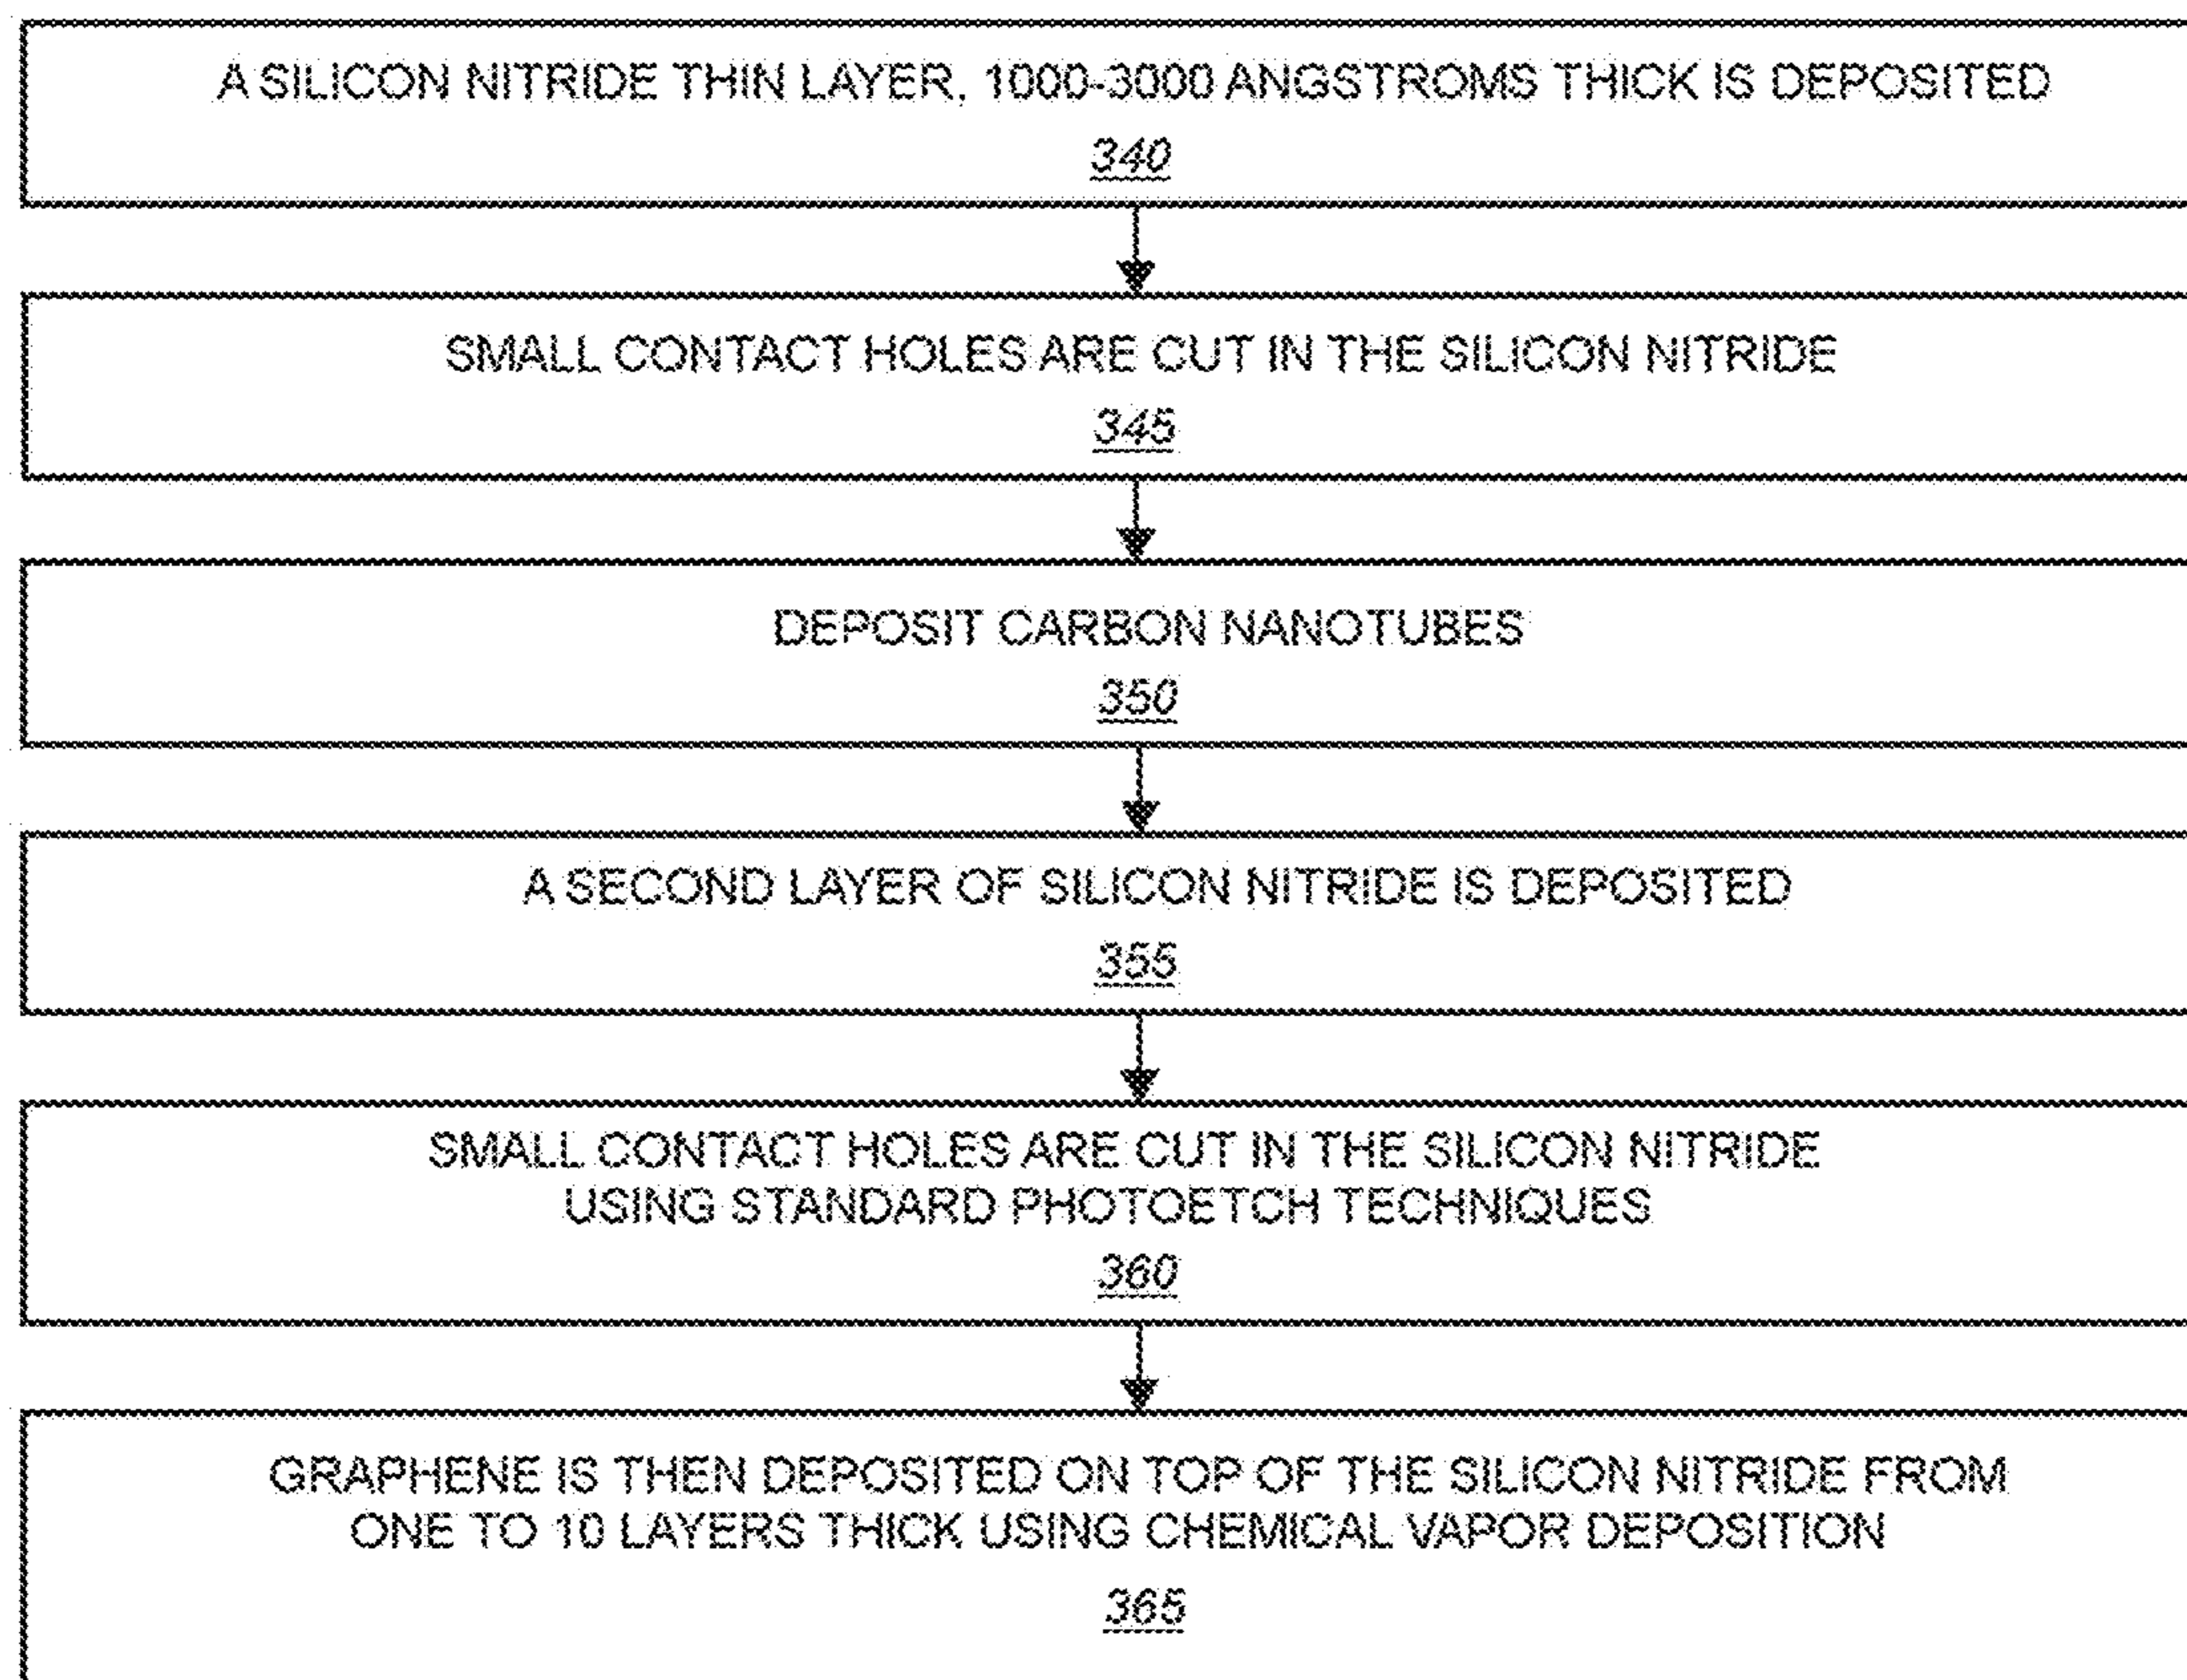 A SILICON NITRIDE THIN LAYER, 1000-3000 ANGSTROMS THICK IS DEPOSITED
340
SMALL CONTACT HOLES ARE CUT IN THE SILICON NITRIDE
345
DEPOSIT CARBON NANOTUBES
350
A SECOND LAYER OF SILICON NITRIDE IS DEPOSITED
355
SMALL CONTACT HOLES ARE CUT IN THE SILICON NITRIDE
USING STANDARD PHOTOETCH TECHNIQUES
360
GRAPHENE IS THEN DEPOSITED ON TOP OF THE SILICON NITRIDE FROM
ONE TO 10 LAYERS THICK USING CHEMICAL VAPOR DEPOSITION
365